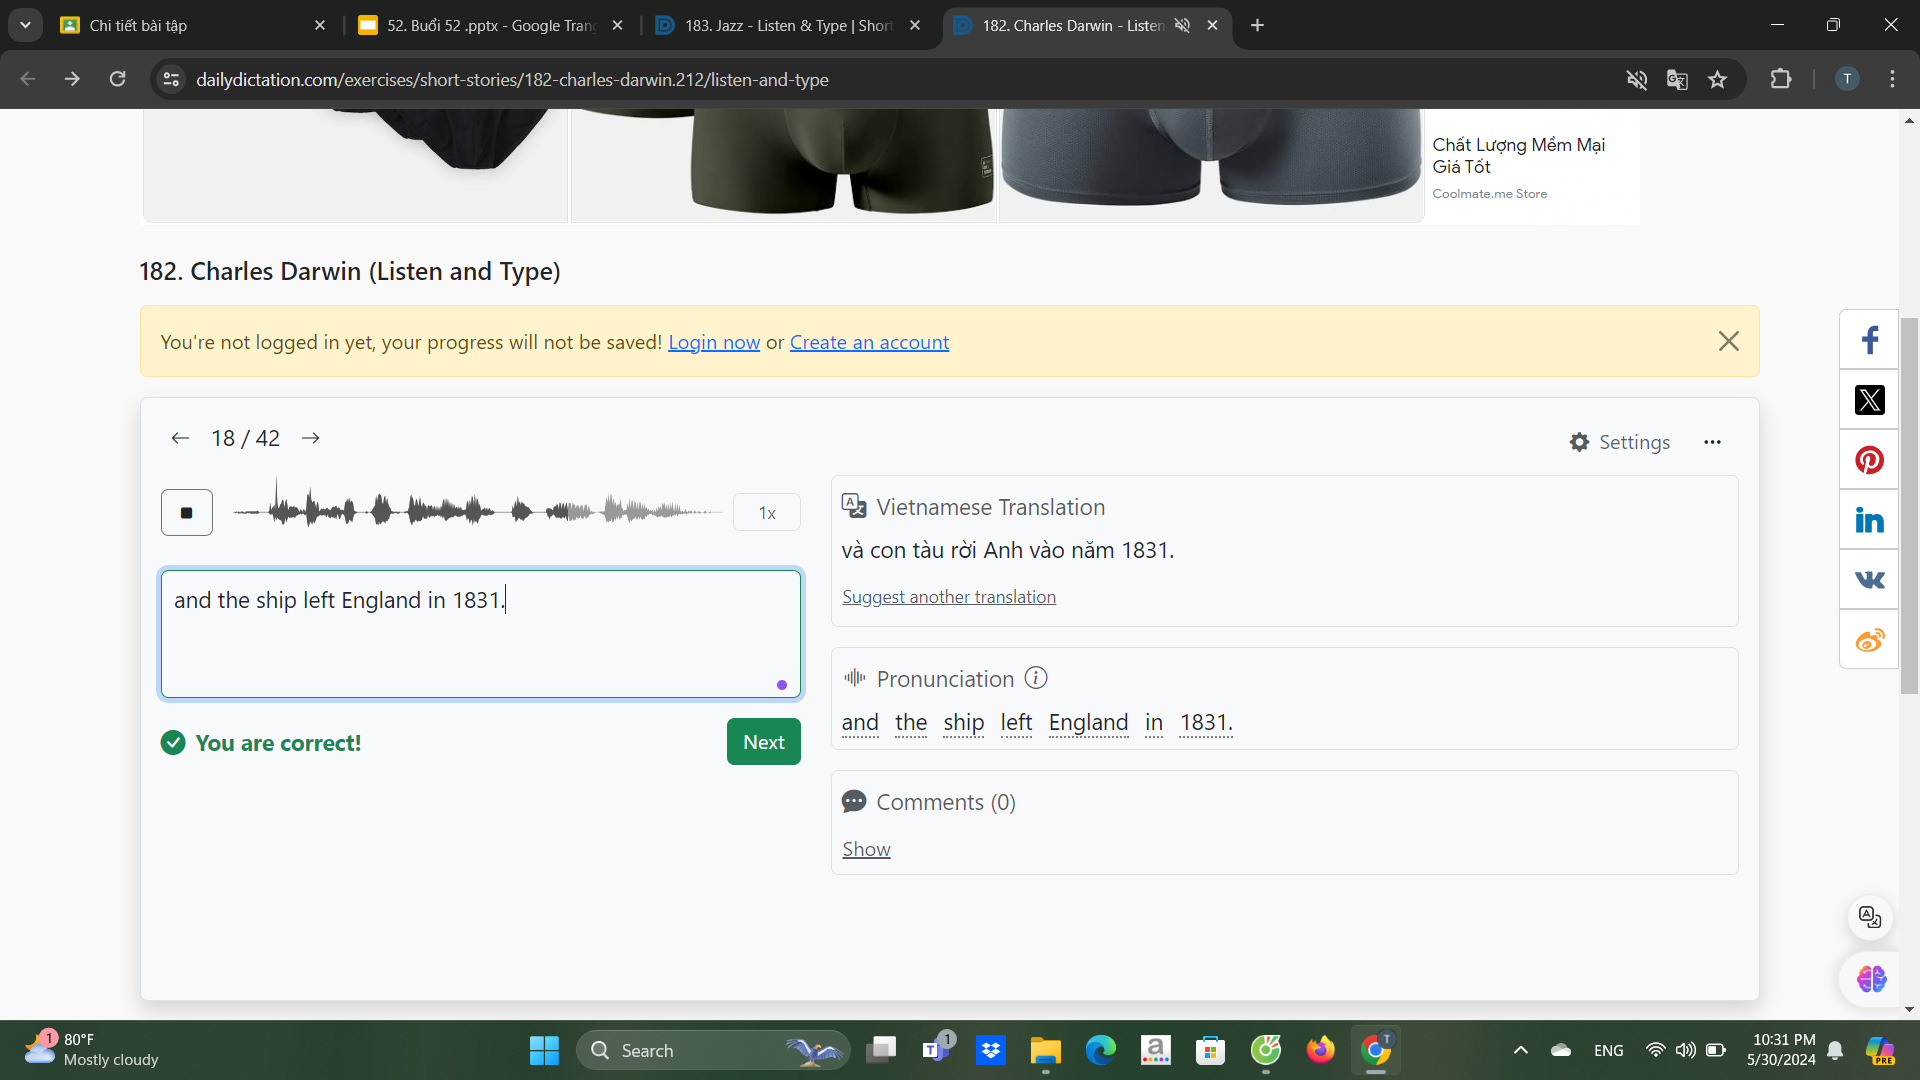 Chi tiết bài tập
52. Buổi 52 .pptx - Google Tran
183. Jazz - Listen & Type | Shor
182. Charles Darwin - Listen
dailydictation.com/exercises/short-stories/182-charles-darwin.212/listen-and-type
T
Chất Lượng Mềm Mại
Giá Tốt
Coolmate.me Store
182. Charles Darwin (Listen and Type)
You're not logged in yet, your progress will not be saved! Login now or Create an account
18 / 42
Settings
1x
Vietnamese Translation
và con tàu rời Anh vào năm 1831.
Suggest another translation
and the ship left England in 1831.
Pronunciation
and the ship left England in 1831.
You are correct!
Next
Comments (0)
Show
80°F
Mostly cloudy
1
Search
1
T
ENG
10:31 PM
5/30/2024
PRE